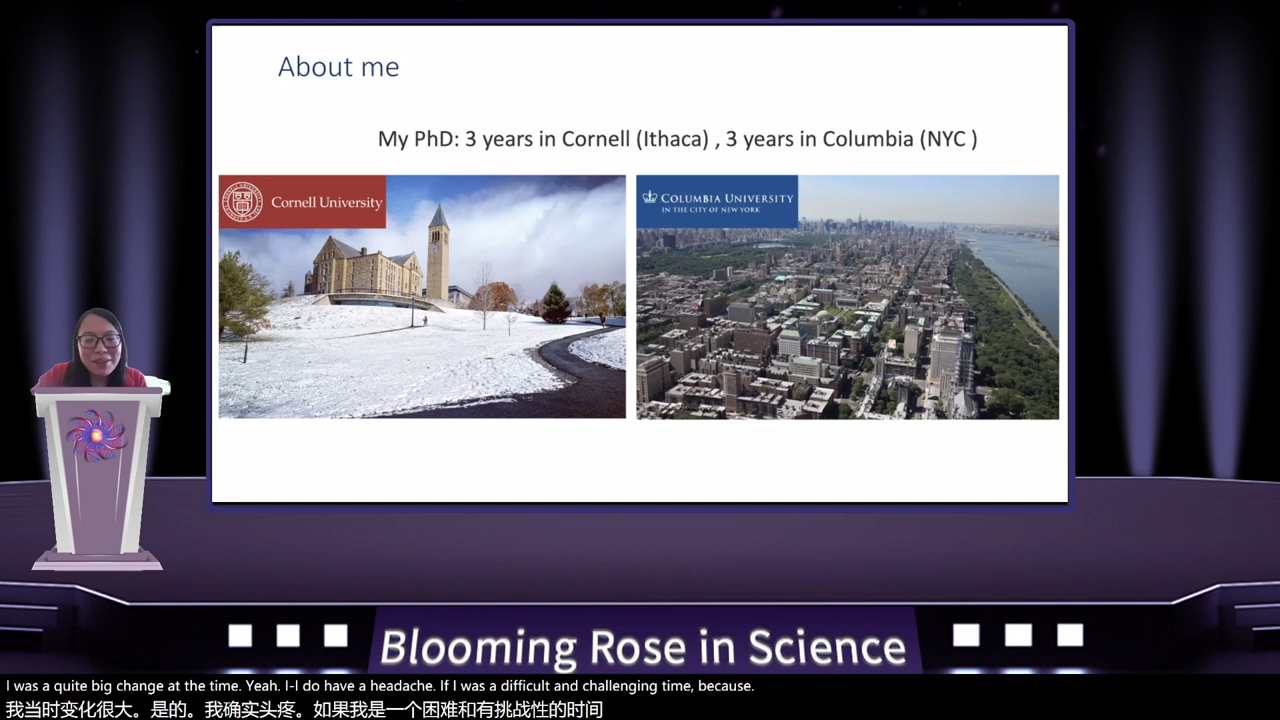 About me
My PhD: 3 years in Cornell (Ithaca) , 3 years in Columbia (NYC )
Cornell University
COLUMBIA UNIVERSITY
IN THE CITY OF NEW YORK
Blooming Rose in Science
I was a quite big change at the time. Yeah. I-I do have a headache. If I was a difficult and challenging time, because.
我当时变化很大。是的。我确实头疼。如果我是一个困难和有挑战性的时间